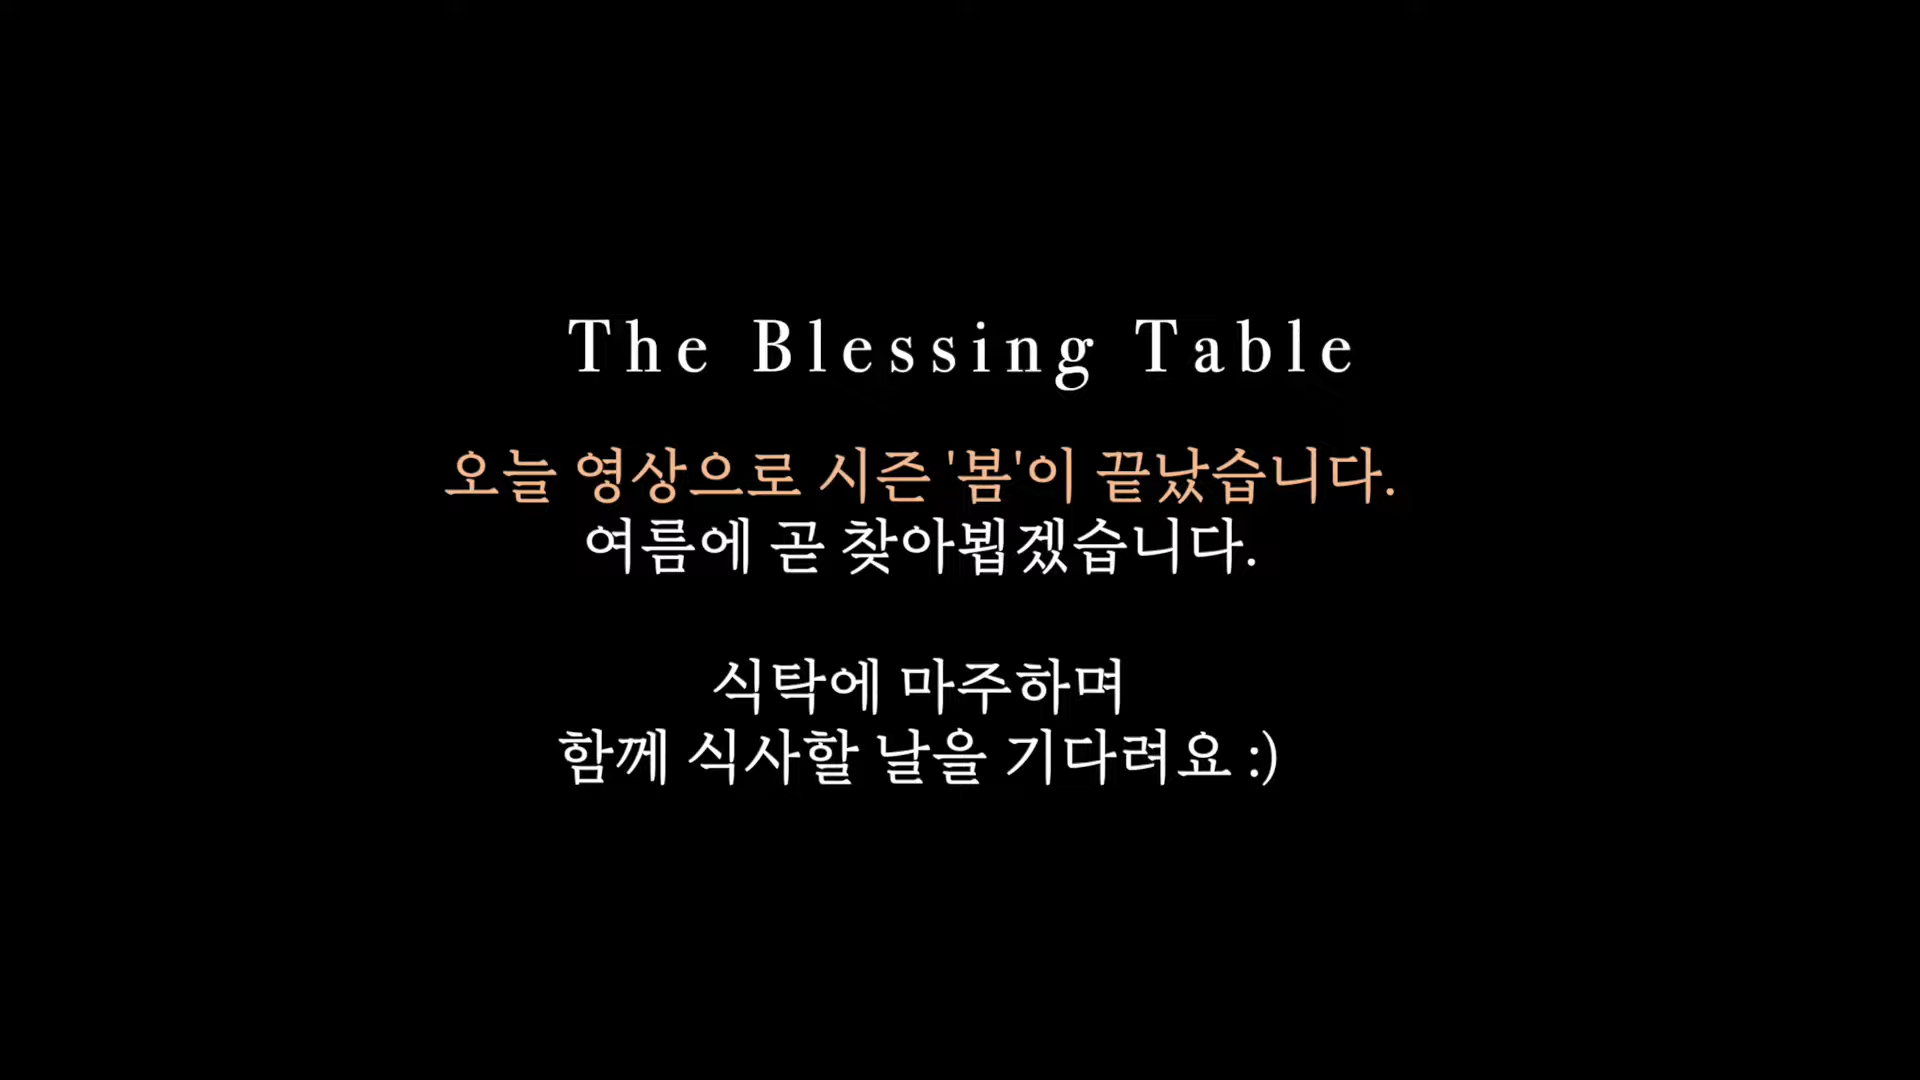 The Blessing Table
오늘 영상으로 시즌 '봄'이 끝났습니다.
여름에 곧 찾아뵙겠습니다.
식탁에 마주하며
함께 식사할 날을 기다려요 :)